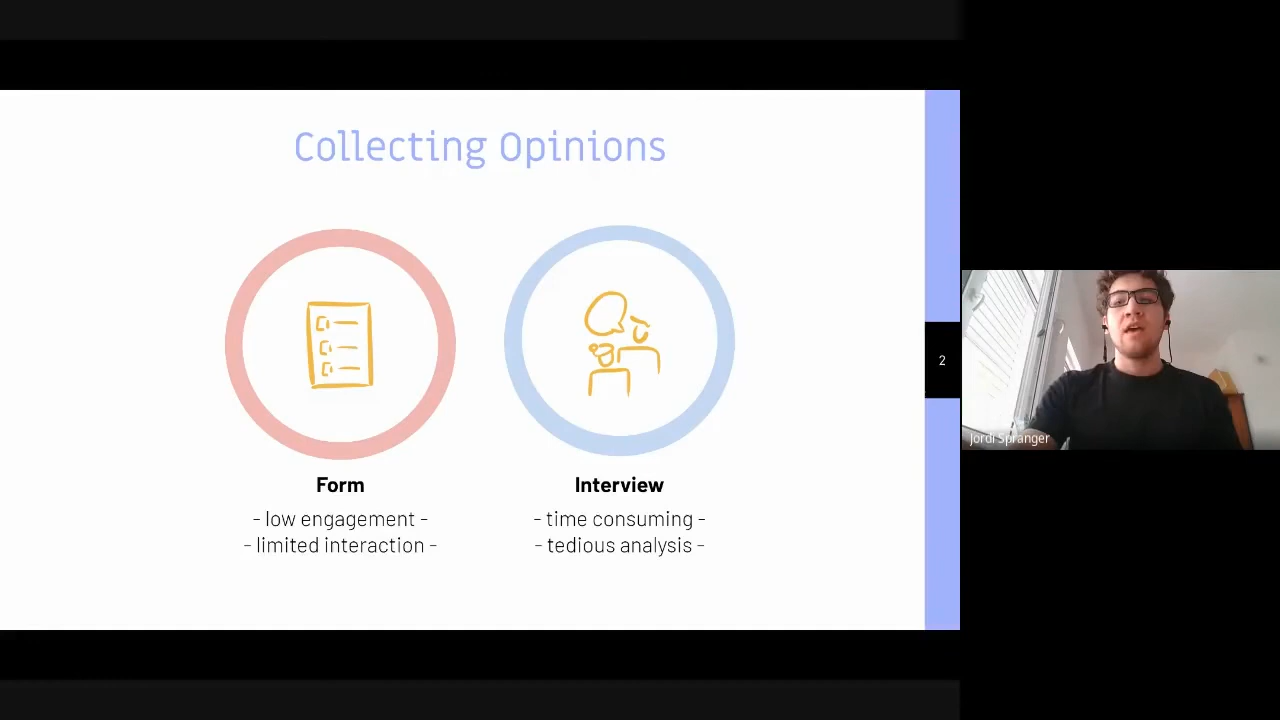 Collecting Opinions
Form
- low engagement -
- limited interaction -
Interview
- time consuming -
- tedious analysis -
2
Jordi Spranger